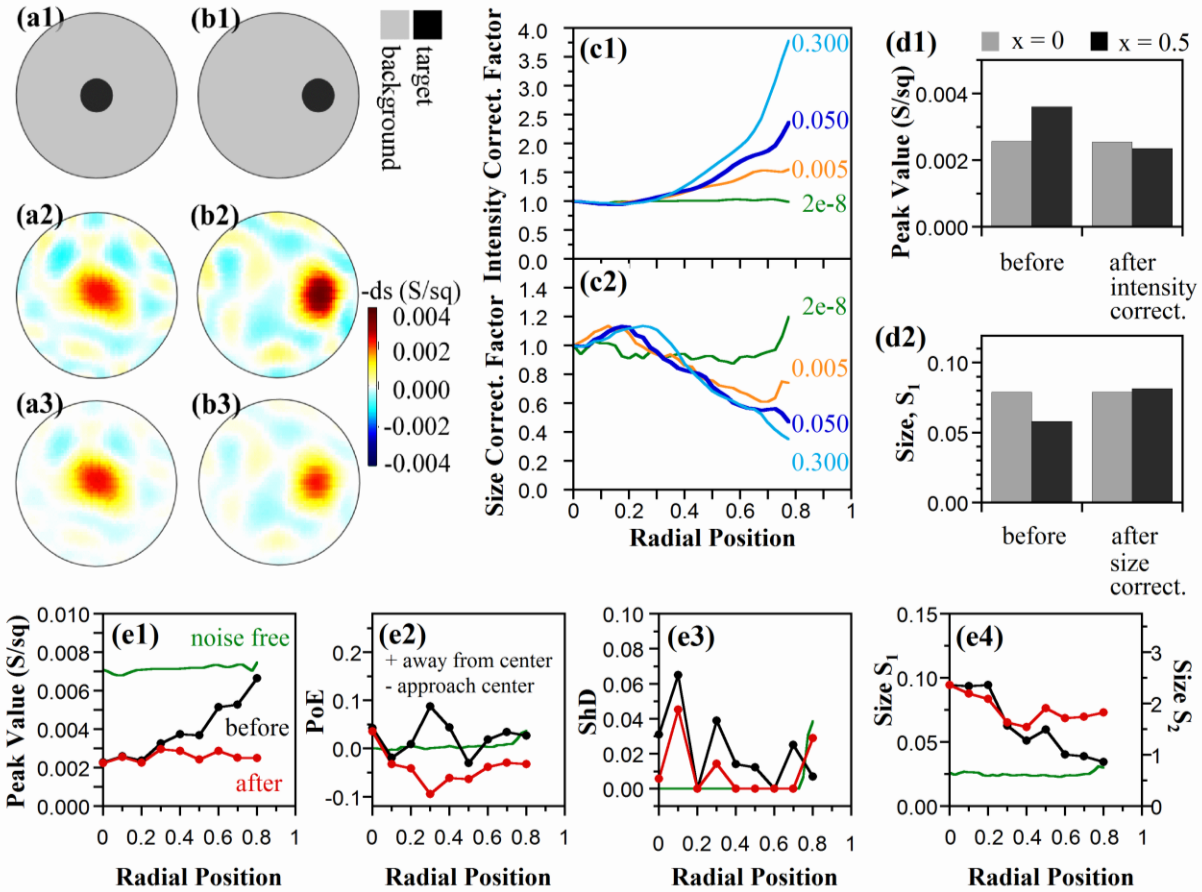 (a1)
(b1)
background
target
(a2)
(b2)
-ds (S/sq)
0.004
0.002
0.000
-0.002
-0.004
(a3)
(b3)
Intensity Correct. Factor
4.0
3.5
3.0
2.5
2.0
2.5
1.0
1.5
1.0
0.5
0.0
(c1)
0.300
0.050
0.005
2e-8
Size Correct. Factor
1.4
1.2
1.0
0.8
0.6
0.4
0.2
0.0
(c2)
2e-8
0.005
0.050
0.300
0 0.2 0.4 0.6 0.8 1
Radial Position
(d1)
x = 0 x = 0.5
Peak Value (S/sq)
0.004
0.002
0.000
before
after
intensity
correct.
(d2)
Size, S1
0.10
0.05
0.00
before
after
size
correct.
(e1)
Peak Value (S/sq)
0.010
0.008
0.006
0.004
0.002
0.000
noise free
before
after
0 0.2 0.4 0.6 0.8 1
Radial Position
(e2)
PoE
0.2
0.1
0.0
-0.1
+ away from center
- approach center
0 0.2 0.4 0.6 0.8 1
Radial Position
(e3)
ShD
0.10
0.08
0.06
0.04
0.02
0.00
0 0.2 0.4 0.6 0.8 1
Radial Position
(e4)
Size S1
0.15
0.10
0.05
0.00
Size S2
3
2
1
0
0 0.2 0.4 0.6 0.8 1
Radial Position